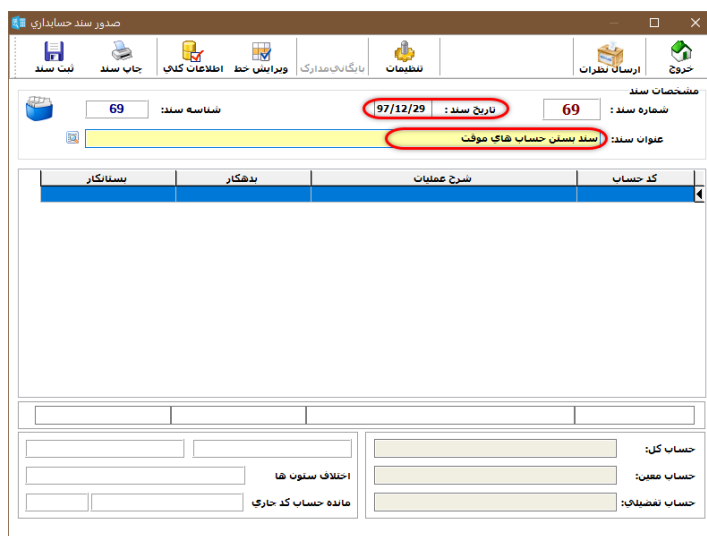 صدور سند حسابداري
خروج
ارسال نظرات
تنظيمات
بايگاني‌مدارک
ويرايش خط
اطلاعات کلي
چاپ سند
ثبت سند
مشخصات سند
شماره سند : 69
تاريخ سند : 97/12/29
شناسه سند: 69
عنوان سند: سند بستن حساب هاي موقت
کد حساب شرح عمليات بدهکار بستانکار
حساب کل:
حساب معين:
اختلاف ستون ها
حساب تفضيلي:
مانده حساب کد جاري